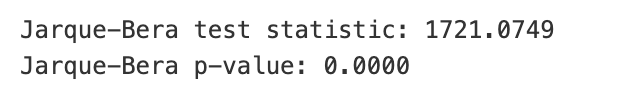 Jarque-Bera test statistic: 1721.0749
Jarque-Bera p-value: 0.0000